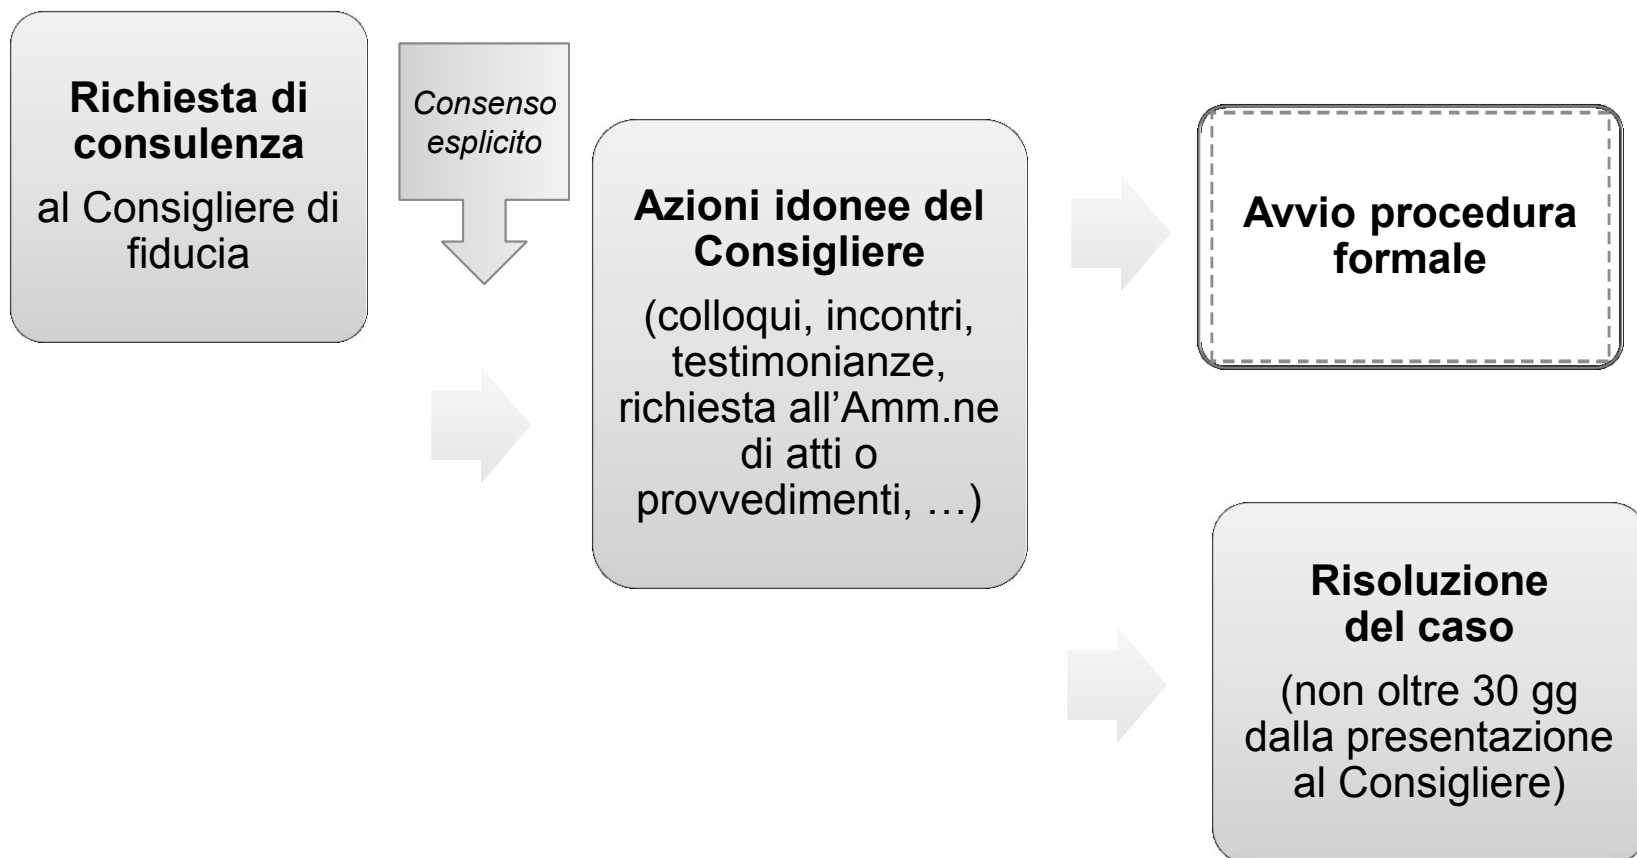 Richiesta di
consulenza
al Consigliere di
fiducia
Consenso
esplicito
Azioni idonee del
Consigliere
(colloqui, incontri,
testimonianze,
richiesta all’Amm.ne
di atti o
provvedimenti, …)
Avvio procedura
formale
Risoluzione
del caso
(non oltre 30 gg
dalla presentazione
al Consigliere)